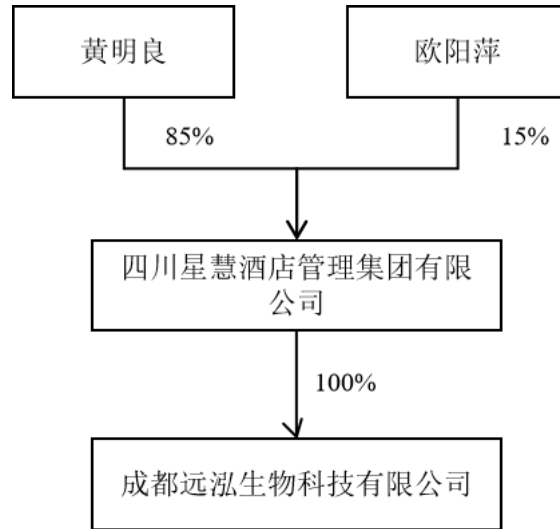 黄明良
欧阳萍
85%
15%
四川星慧酒店管理集团有限
公司
100%
成都远泓生物科技有限公司